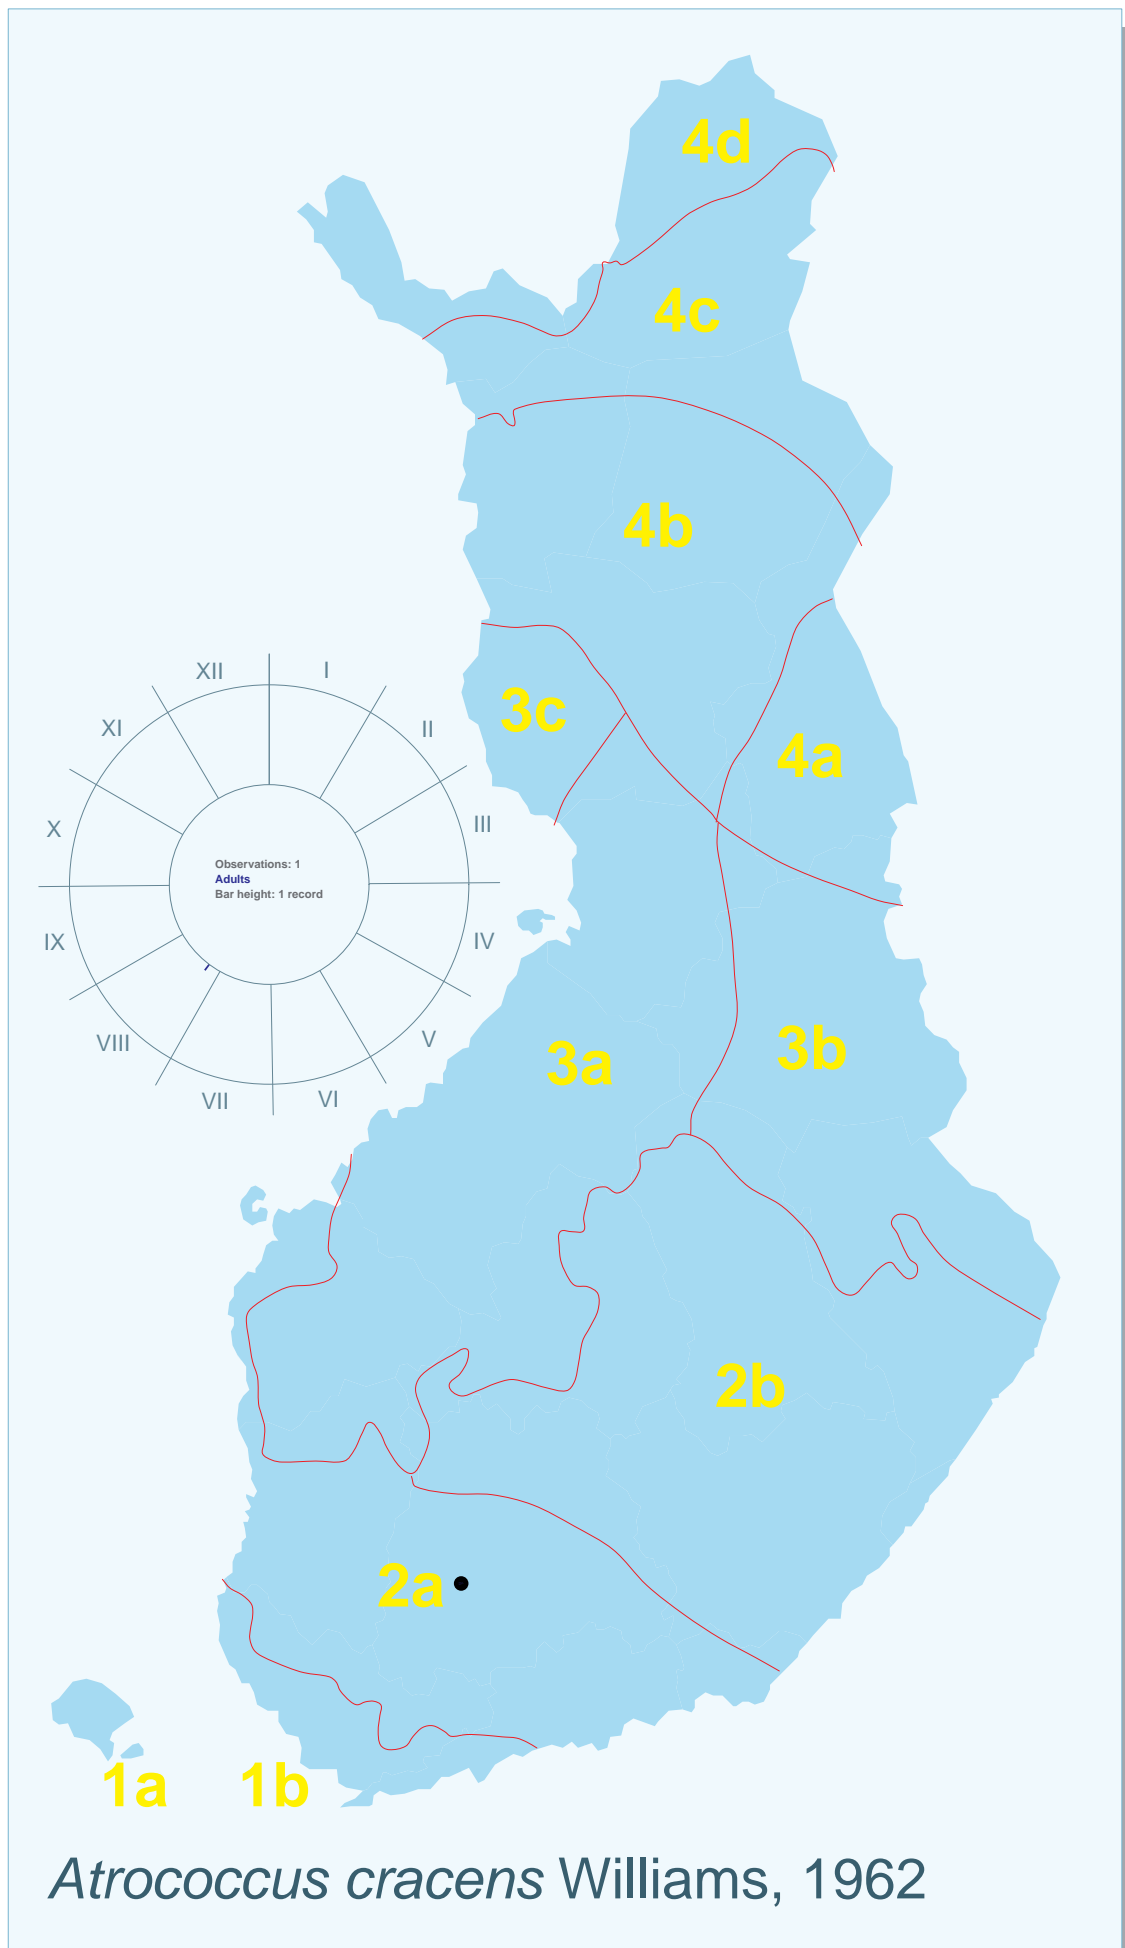 4d
4c
4b
XII
I
XI
II
3c
4a
X
III
Observations: 1
Adults
Bar height: 1 record
IX
IV
VIII
V
3a
3b
VII
VI
2b
2a
1a
1b
Atrococcus cracens Williams, 1962